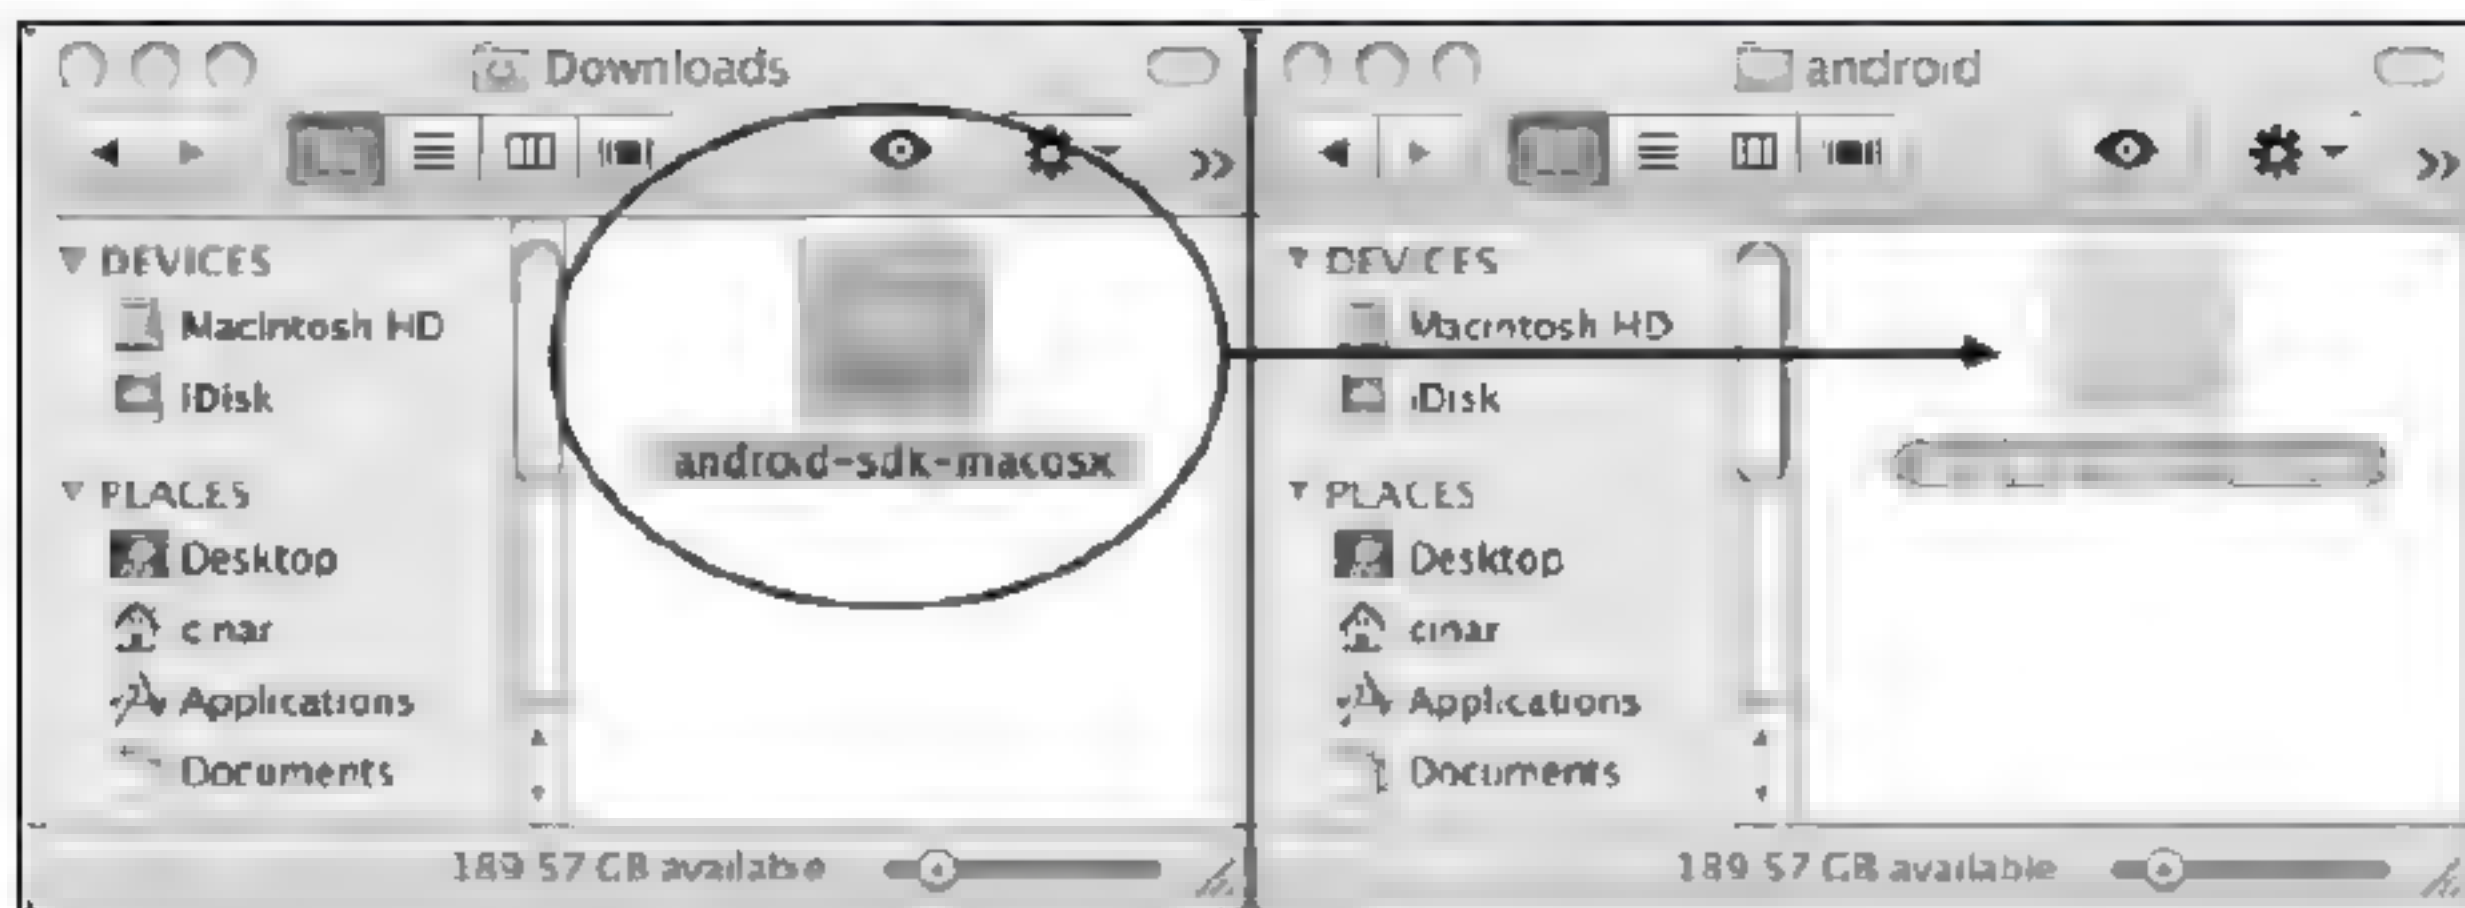 Downloads
DEVICES
Macintosh HD
iDisk
android-sdk-macosx
PLACES
Desktop
cinar
Applications
Documents
189.57 GB available
android
DEVICES
Macintosh HD
iDisk
PLACES
Desktop
cinar
Applications
Documents
189.57 GB available